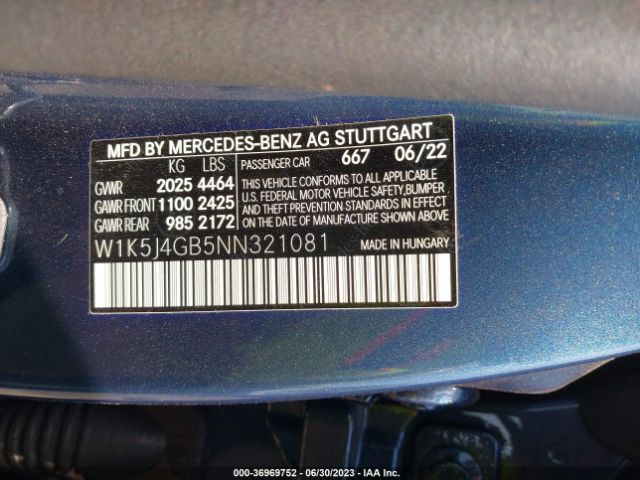 MFD BY MERCEDES-BENZ AG STUTTGART
KG LBS PASSENGER CAR 667 06/22
GVWR 2025 4464 THIS VEHICLE CONFORMS TO ALL APPLICABLE
GAWR FRONT 1100 2425 U.S. FEDERAL MOTOR VEHICLE SAFETY, BUMPER
GAWR REAR 985 2172 AND THEFT PREVENTION STANDARDS IN EFFECT
ON THE DATE OF MANUFACTURE SHOWN ABOVE.
W1K5J4GB5NN321081 MADE IN HUNGARY
000-36969752 - 06/30/2023 - IAA Inc.